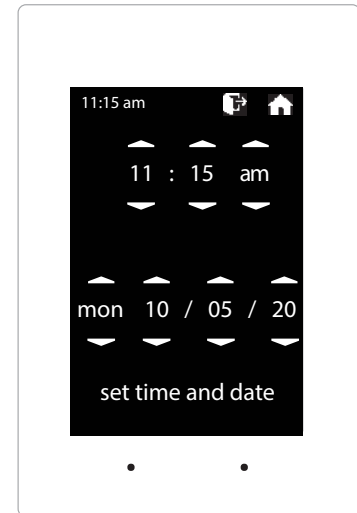 11:15 am
11 : 15 am
mon 10 / 05 / 20
set time and date